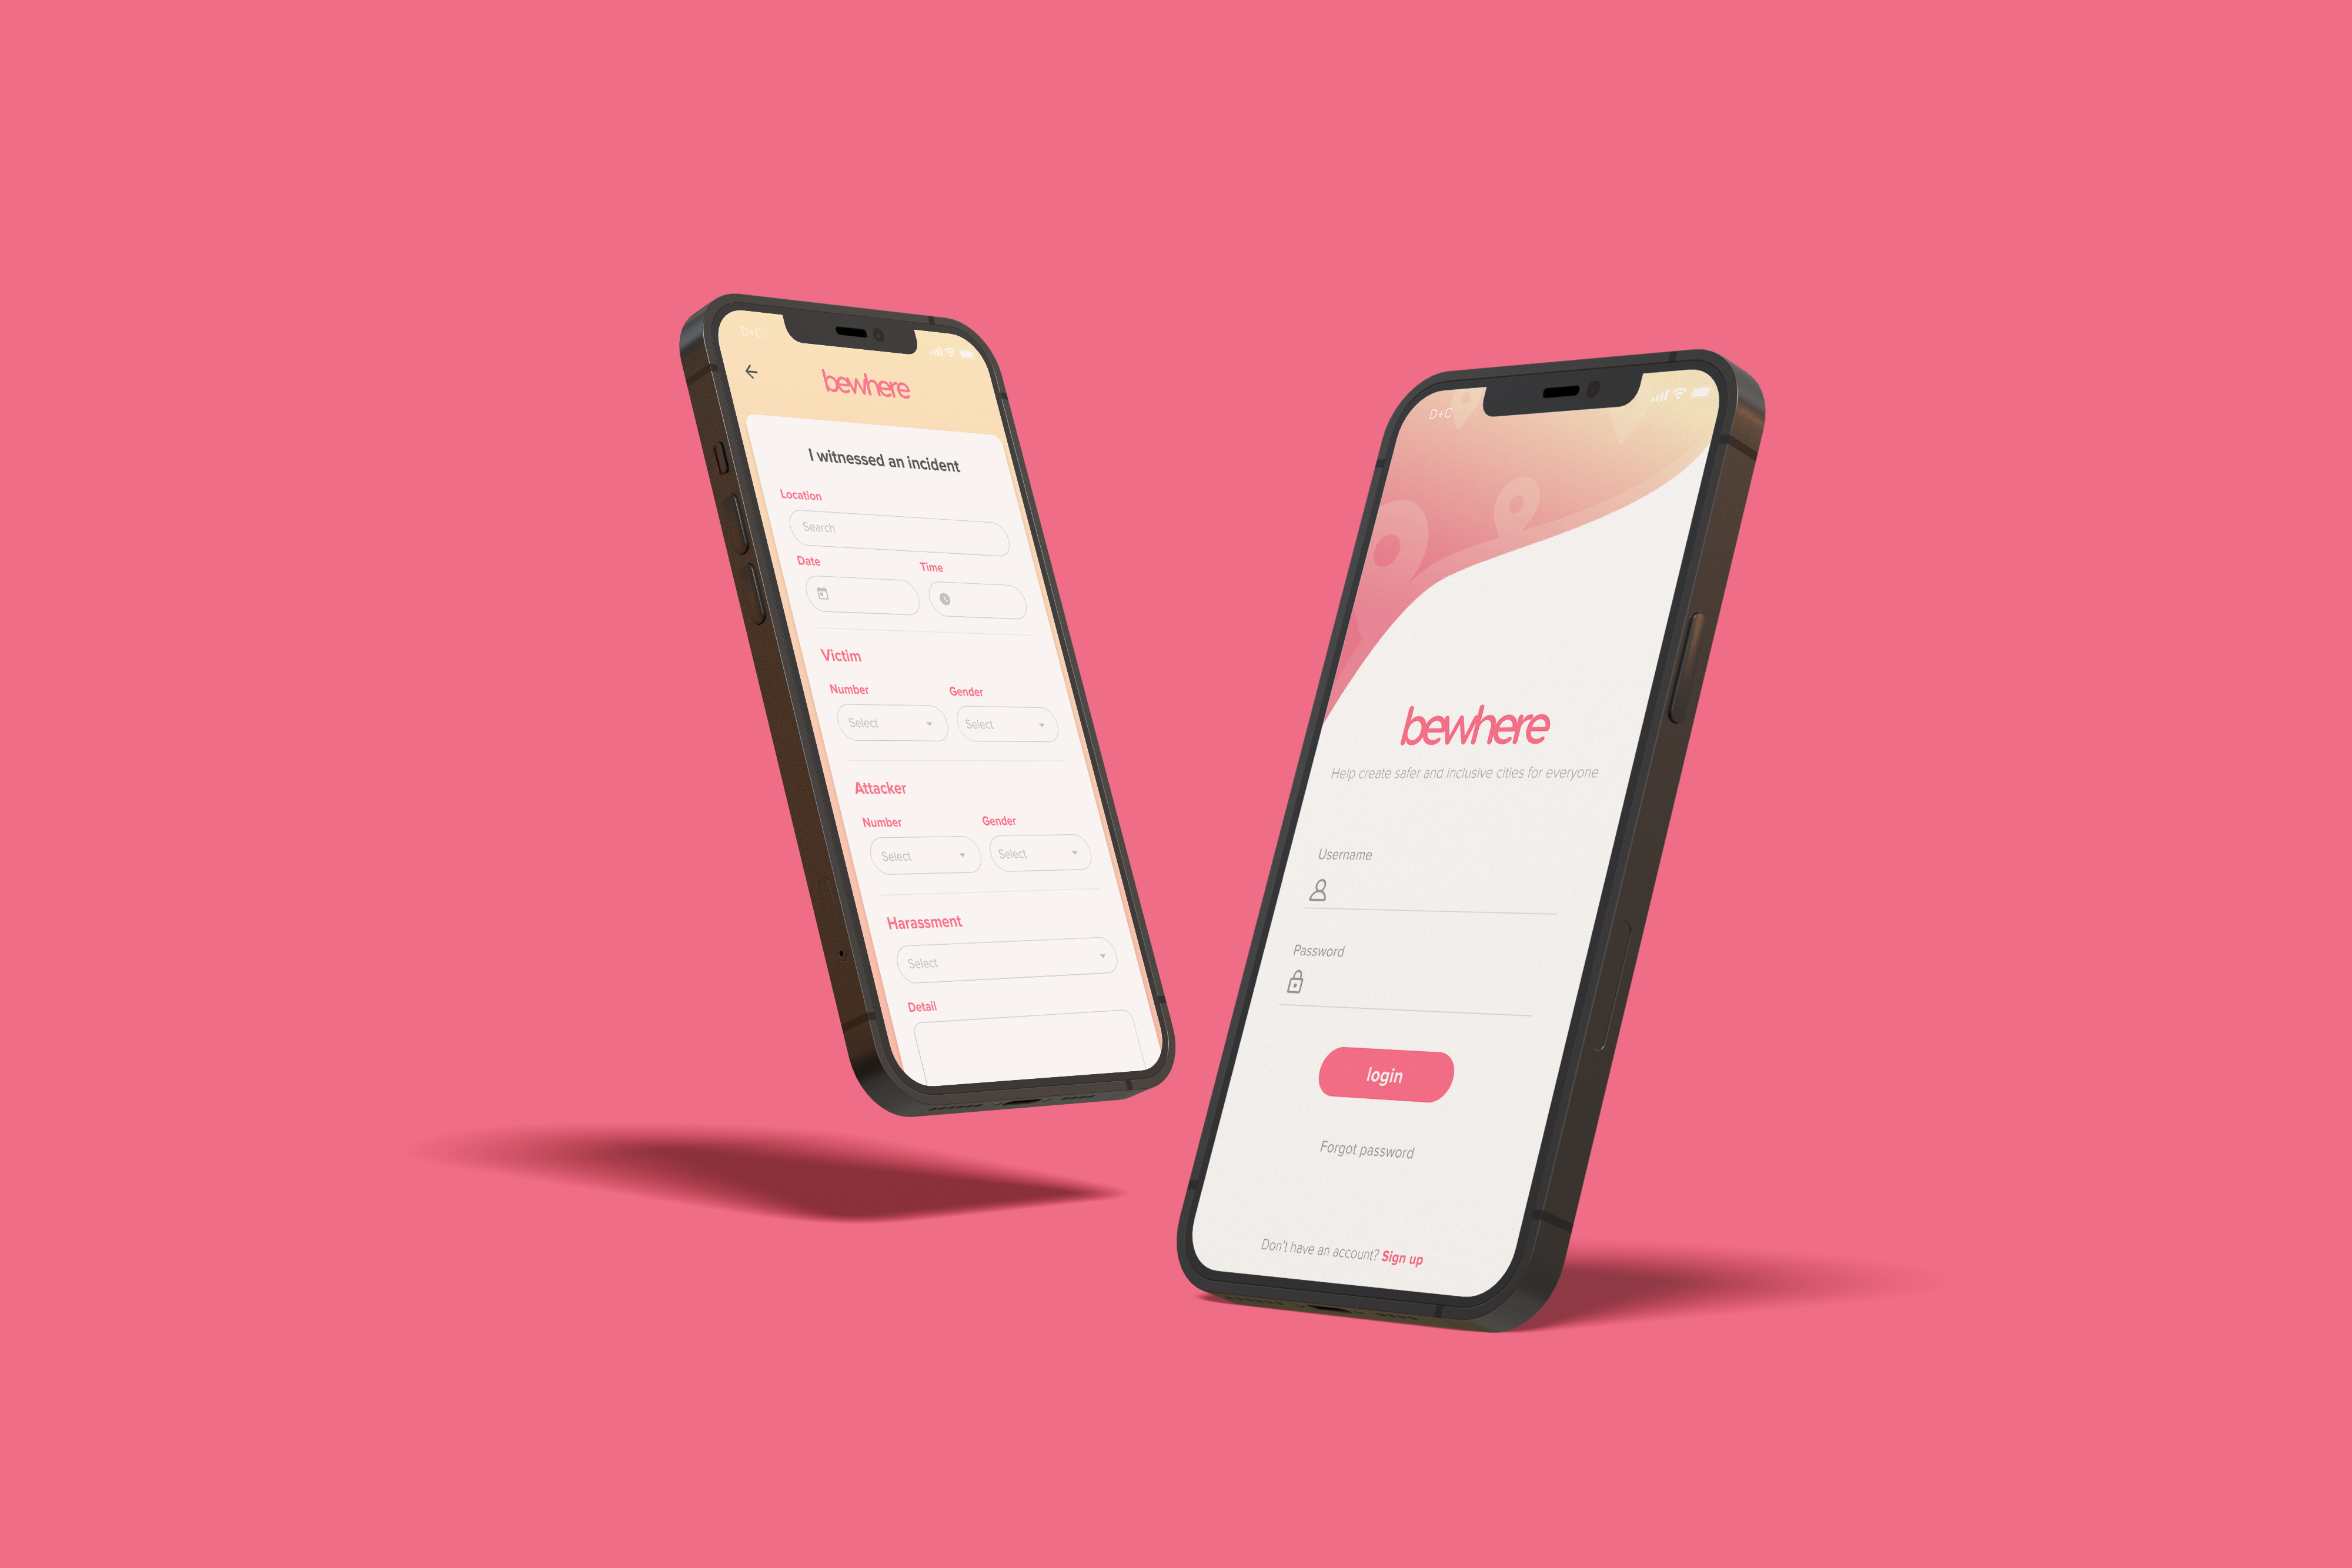 D+C
bewhere
I witnessed an incident
Location
Search
Date Time
Victim
Number Gender
Select Select
Attacker
Number Gender
Select Select
Harassment
Select
Detail
D+C
bewhere
Help create safer and inclusive cities for everyone
Username
Password
login
Forgot password
Don't have an account? Sign up